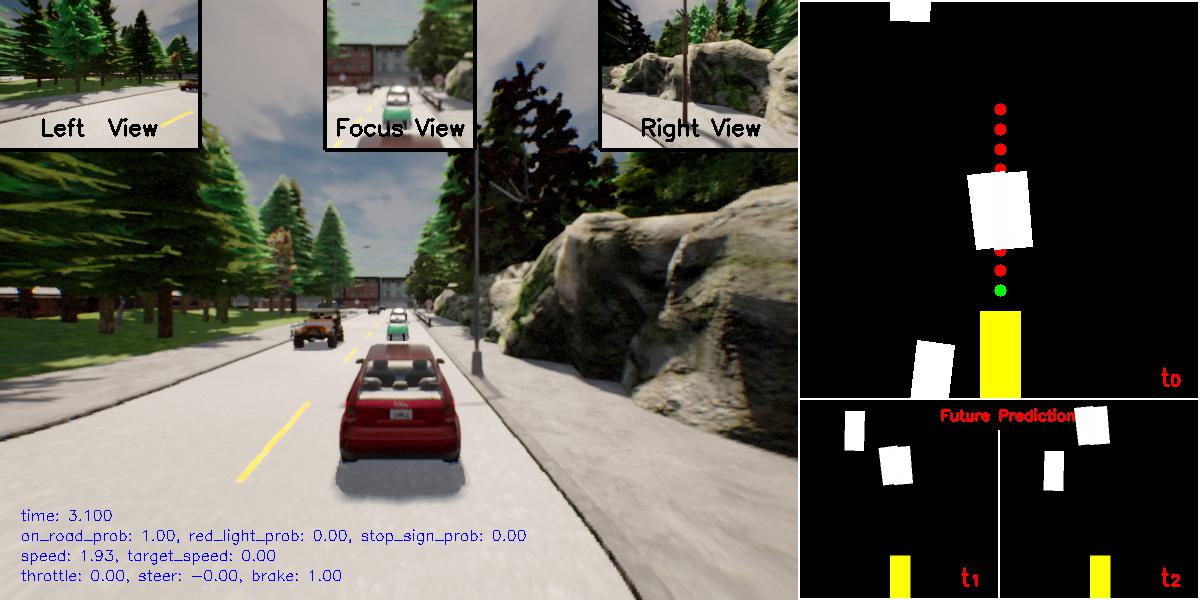 Left View
Focus View
Right View
time: 3.100
on_road_prob: 1.00, red_light_prob: 0.00, stop_sign_prob: 0.00
speed: 1.93, target_speed: 0.00
throttle: 0.00, steer: -0.00, brake: 1.00
t0
Future Prediction
t1
t2